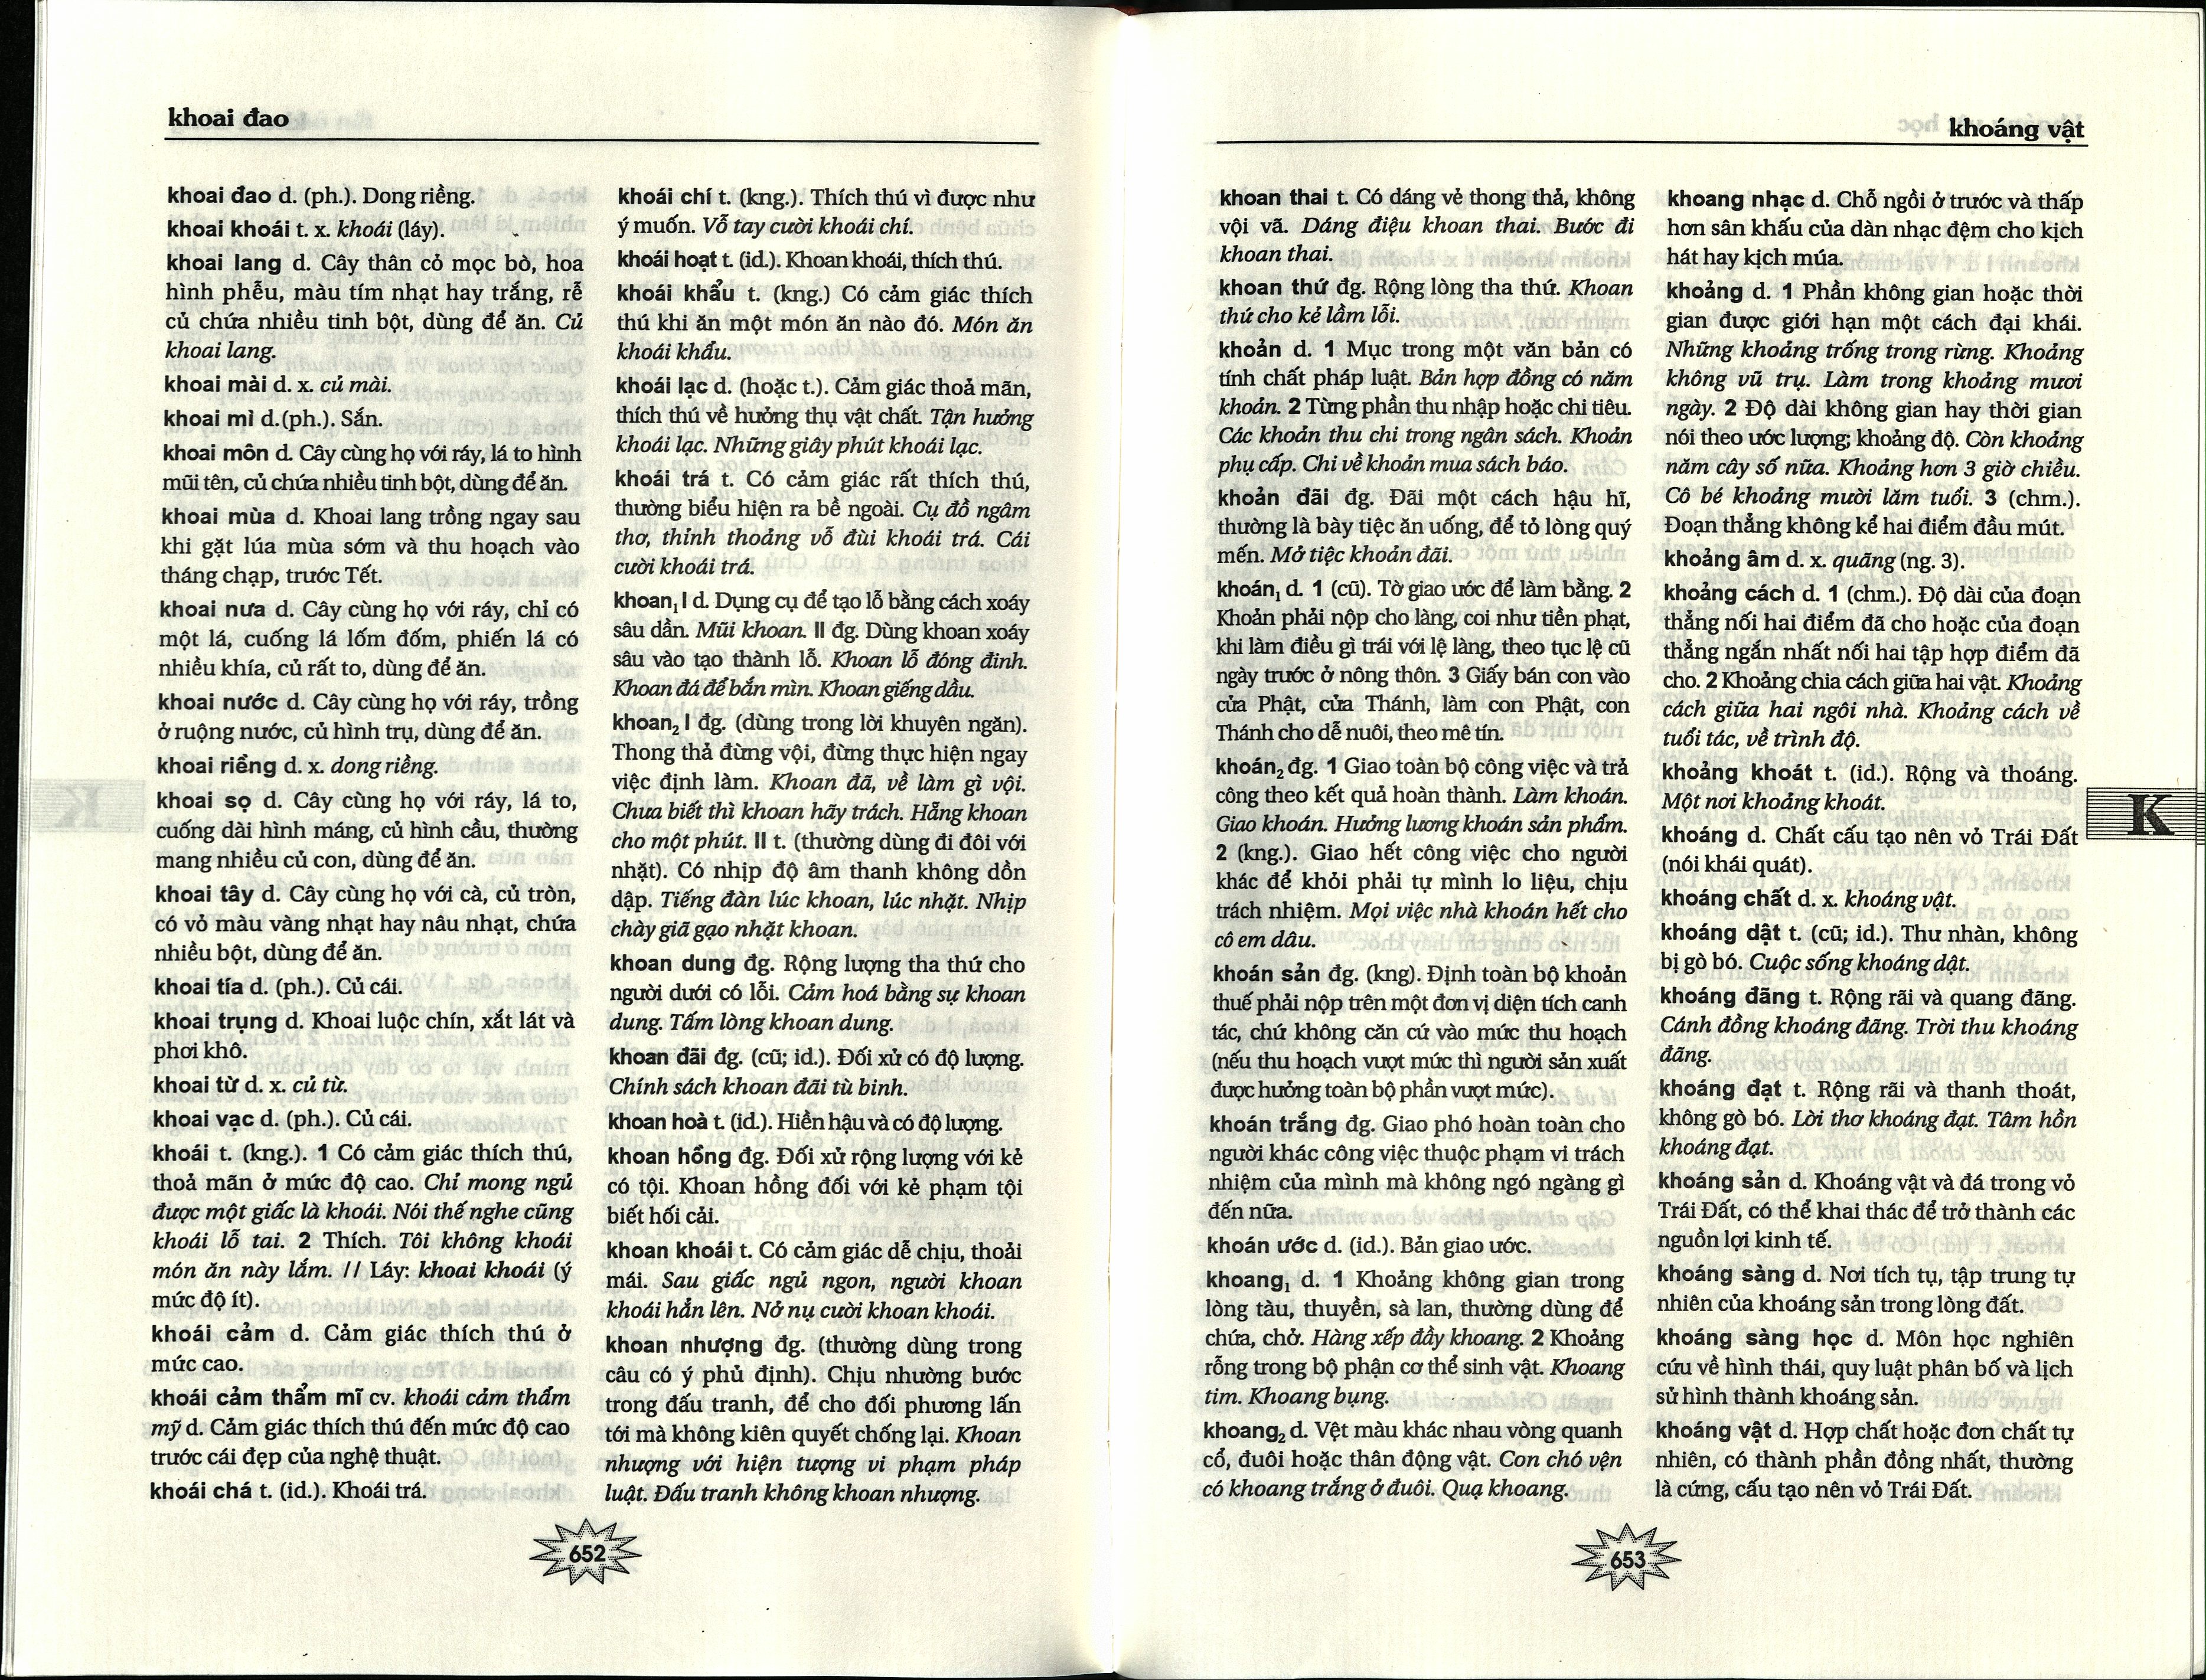 khoai đao
khoai đao d. (ph.). Dong riềng.
khoai khoái t. x. khoái (láy).
khoai lang d. Cây thân cỏ mọc bò, hoa
hình phễu, màu tím nhạt hay trắng, rễ
củ chứa nhiều tinh bột, dùng để ăn. Củ
khoai lang.
khoai mài d. x. củ mài.
khoai mì d.(ph.). Sắn.
khoai môn d. Cây cùng họ với ráy, lá to hình
mũi tên, củ chứa nhiều tinh bột, dùng để ăn.
khoai mùa d. Khoai lang trồng ngay sau
khi gặt lúa mùa sớm và thu hoạch vào
tháng chạp, trước Tết.
khoai nưa d. Cây cùng họ với ráy, chỉ có
một lá, cuống lá lốm đốm, phiến lá có
nhiều khía, củ rất to, dùng để ăn.
khoai nước d. Cây cùng họ với ráy, trồng
ở ruộng nước, củ hình trụ, dùng để ăn.
khoai riềng d. x. dong riềng.
khoai sọ d. Cây cùng họ với ráy, lá to,
cuống dài hình máng, củ hình cầu, thường
mang nhiều củ con, dùng để ăn.
khoai tây d. Cây cùng họ với cà, củ tròn,
có vỏ màu vàng nhạt hay nâu nhạt, chứa
nhiều bột, dùng để ăn.
khoai tía d. (ph.). Củ cái.
khoai trụng d. Khoai luộc chín, xắt lát và
phơi khô.
khoai từ d. x. củ từ.
khoai vạc d. (ph.). Củ cái.
khoái t. (kng.). 1 Có cảm giác thích thú,
thoả mãn ở mức độ cao. Chỉ mong ngủ
được một giấc là khoái. Nói thế nghe cũng
khoái lỗ tai. 2 Thích. Tôi không khoái
món ăn này lắm. // Láy: khoai khoái (ý
mức độ ít).
khoái cảm d. Cảm giác thích thú ở
mức cao.
khoái cảm thẩm mĩ cv. khoái cảm thẩm
mỹ d. Cảm giác thích thú đến mức độ cao
trước cái đẹp của nghệ thuật.
khoái chá t. (id.). Khoái trá.
khoái chí t. (kng.). Thích thú vì được như
ý muốn. Vỗ tay cười khoái chí.
khoái hoạt t. (id.). Khoan khoái, thích thú.
khoái khẩu t. (kng.) Có cảm giác thích
thú khi ăn một món ăn nào đó. Món ăn
khoái khẩu.
khoái lạc d. (hoặc t.). Cảm giác thoả mãn,
thích thú về hưởng thụ vật chất. Tận hưởng
khoái lạc. Những giây phút khoái lạc.
khoái trá t. Có cảm giác rất thích thú,
thường biểu hiện ra bề ngoài. Cụ đồ ngâm
thơ, thỉnh thoảng vỗ đùi khoái trá. Cái
cười khoái trá.
khoan₁ I d. Dụng cụ để tạo lỗ bằng cách xoáy
sâu dần. Mũi khoan. II đg. Dùng khoan xoáy
sâu vào tạo thành lỗ. Khoan lỗ đóng đinh.
Khoan đá để bắn mìn. Khoan giếng dầu.
khoan₂ I đg. (dùng trong lời khuyên ngăn).
Thong thả đừng vội, đừng thực hiện ngay
việc định làm. Khoan đã, về làm gì vội.
Chưa biết thì khoan hãy trách. Hẵng khoan
cho một phút. II t. (thường dùng đi đôi với
nhặt). Có nhịp độ âm thanh không dồn
dập. Tiếng đàn lúc khoan, lúc nhặt. Nhịp
chày giã gạo nhặt khoan.
khoan dung đg. Rộng lượng tha thứ cho
người dưới có lỗi. Cảm hoá bằng sự khoan
dung. Tấm lòng khoan dung.
khoan đãi đg. (cũ; id.). Đối xử có độ lượng.
Chính sách khoan đãi tù binh.
khoan hoà t. (id.). Hiền hậu và có độ lượng.
khoan hồng đg. Đối xử rộng lượng với kẻ
có tội. Khoan hồng đối với kẻ phạm tội
biết hối cải.
khoan khoái t. Có cảm giác dễ chịu, thoải
mái. Sau giấc ngủ ngon, người khoan
khoái hẳn lên. Nở nụ cười khoan khoái.
khoan nhượng đg. (thường dùng trong
câu có ý phủ định). Chịu nhường bước
trong đấu tranh, để cho đối phương lấn
tới mà không kiên quyết chống lại. Khoan
nhượng với hiện tượng vi phạm pháp
luật. Đấu tranh không khoan nhượng.
652
khoáng vật
khoan thai t. Có dáng vẻ thong thả, không
vội vã. Dáng điệu khoan thai. Bước đi
khoan thai.
khoan thứ đg. Rộng lòng tha thứ. Khoan
thứ cho kẻ lầm lỗi.
khoản d. 1 Mục trong một văn bản có
tính chất pháp luật. Bản hợp đồng có năm
khoản. 2 Từng phần thu nhập hoặc chi tiêu.
Các khoản thu chi trong ngân sách. Khoản
phụ cấp. Chi về khoản mua sách báo.
khoản đãi đg. Đãi một cách hậu hĩ,
thường là bày tiệc ăn uống, để tỏ lòng quý
mến. Mở tiệc khoản đãi.
khoán₁ d. 1 (cũ). Tờ giao ước để làm bằng. 2
Khoản phải nộp cho làng, coi như tiền phạt,
khi làm điều gì trái với lệ làng, theo tục lệ cũ
ngày trước ở nông thôn. 3 Giấy bán con vào
cửa Phật, cửa Thánh, làm con Phật, con
Thánh cho dễ nuôi, theo mê tín.
khoán₂ đg. 1 Giao toàn bộ công việc và trả
công theo kết quả hoàn thành. Làm khoán.
Giao khoán. Hưởng lương khoán sản phẩm.
2 (kng.). Giao hết công việc cho người
khác để khỏi phải tự mình lo liệu, chịu
trách nhiệm. Mọi việc nhà khoán hết cho
cô em dâu.
khoán sản đg. (kng). Định toàn bộ khoản
thuế phải nộp trên một đơn vị diện tích canh
tác, chứ không căn cứ vào mức thu hoạch
(nếu thu hoạch vượt mức thì người sản xuất
được hưởng toàn bộ phần vượt mức).
khoán trắng đg. Giao phó hoàn toàn cho
người khác công việc thuộc phạm vi trách
nhiệm của mình mà không ngó ngàng gì
đến nữa.
khoán ước d. (id.). Bản giao ước.
khoang₁ d. 1 Khoảng không gian trong
lòng tàu, thuyền, sà lan, thường dùng để
chứa, chở. Hàng xếp đầy khoang. 2 Khoảng
rỗng trong bộ phận cơ thể sinh vật. Khoang
tim. Khoang bụng.
khoang₂ d. Vệt màu khác nhau vòng quanh
cổ, đuôi hoặc thân động vật. Con chó vện
có khoang trắng ở đuôi. Quạ khoang.
khoang nhạc d. Chỗ ngồi ở trước và thấp
hơn sân khấu của dàn nhạc đệm cho kịch
hát hay kịch múa.
khoảng d. 1 Phần không gian hoặc thời
gian được giới hạn một cách đại khái.
Những khoảng trống trong rừng. Khoảng
không vũ trụ. Làm trong khoảng mươi
ngày. 2 Độ dài không gian hay thời gian
nói theo ước lượng; khoảng độ. Còn khoảng
năm cây số nữa. Khoảng hơn 3 giờ chiều.
Cô bé khoảng mười lăm tuổi. 3 (chm.).
Đoạn thẳng không kể hai điểm đầu mút.
khoảng âm d. x. quãng (ng. 3).
khoảng cách d. 1 (chm.). Độ dài của đoạn
thẳng nối hai điểm đã cho hoặc của đoạn
thẳng ngắn nhất nối hai tập hợp điểm đã
cho. 2 Khoảng chia cách giữa hai vật. Khoảng
cách giữa hai ngôi nhà. Khoảng cách về
tuổi tác, về trình độ.
khoảng khoát t. (id.). Rộng và thoáng.
Một nơi khoảng khoát.
khoáng d. Chất cấu tạo nên vỏ Trái Đất
(nói khái quát).
khoáng chất d. x. khoáng vật.
khoáng dật t. (cũ; id.). Thư nhàn, không
bị gò bó. Cuộc sống khoáng dật.
khoáng đãng t. Rộng rãi và quang đãng.
Cánh đồng khoáng đãng. Trời thu khoáng
đãng.
khoáng đạt t. Rộng rãi và thanh thoát,
không gò bó. Lời thơ khoáng đạt. Tâm hồn
khoáng đạt.
khoáng sản d. Khoáng vật và đá trong vỏ
Trái Đất, có thể khai thác để trở thành các
nguồn lợi kinh tế.
khoáng sàng d. Nơi tích tụ, tập trung tự
nhiên của khoáng sản trong lòng đất.
khoáng sàng học d. Môn học nghiên
cứu về hình thái, quy luật phân bố và lịch
sử hình thành khoáng sản.
khoáng vật d. Hợp chất hoặc đơn chất tự
nhiên, có thành phần đồng nhất, thường
là cứng, cấu tạo nên vỏ Trái Đất.
K
653